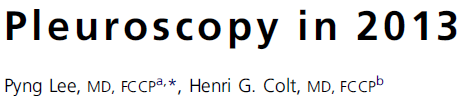 Pleuroscopy in 2013
Pyng Lee, MD, FCCPa,*, Henri G. Colt, MD, FCCPb